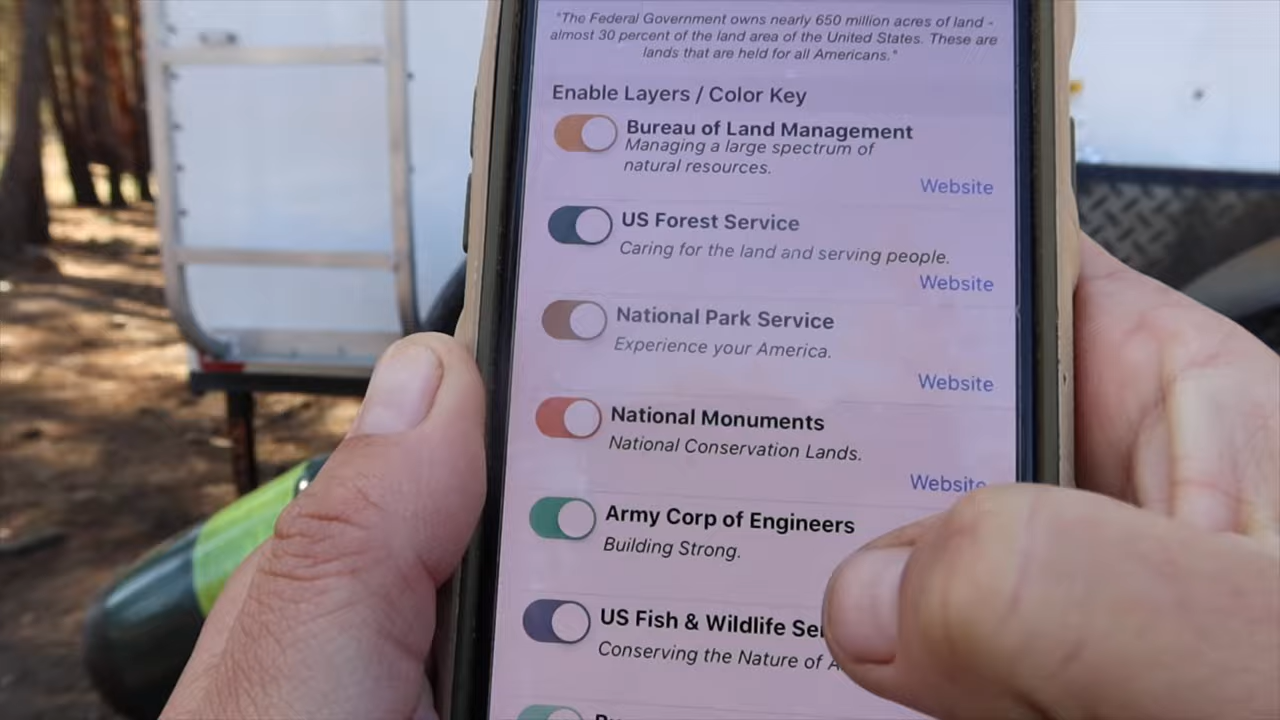 "The Federal Government owns nearly 650 million acres of land -
almost 30 percent of the land area of the United States. These are
lands that are held for all Americans."
Enable Layers / Color Key
Bureau of Land Management
Managing a large spectrum of
natural resources.
Website
US Forest Service
Caring for the land and serving people.
Website
National Park Service
Experience your America.
Website
National Monuments
National Conservation Lands.
Website
Army Corp of Engineers
Building Strong.
US Fish & Wildlife
Conserving the Nature of